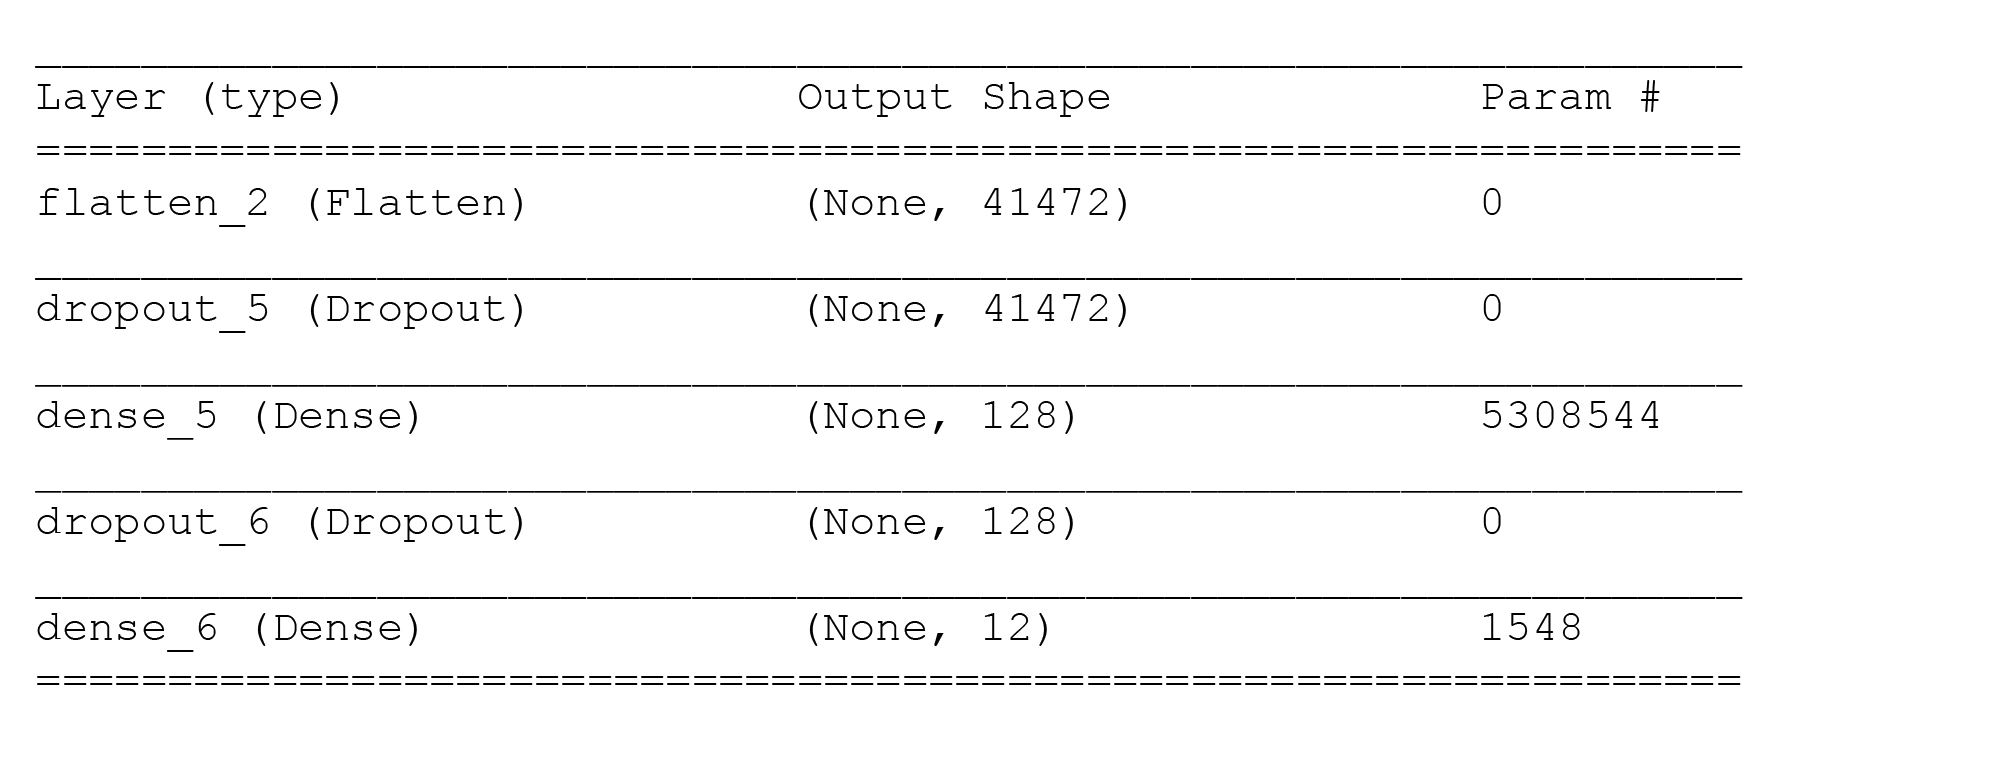 _________________________________________________________________
Layer (type)                 Output Shape              Param #
=================================================================
flatten_2 (Flatten)          (None, 41472)             0
_________________________________________________________________
dropout_5 (Dropout)          (None, 41472)             0
_________________________________________________________________
dense_5 (Dense)              (None, 128)               5308544
_________________________________________________________________
dropout_6 (Dropout)          (None, 128)               0
_________________________________________________________________
dense_6 (Dense)              (None, 12)                1548
=================================================================